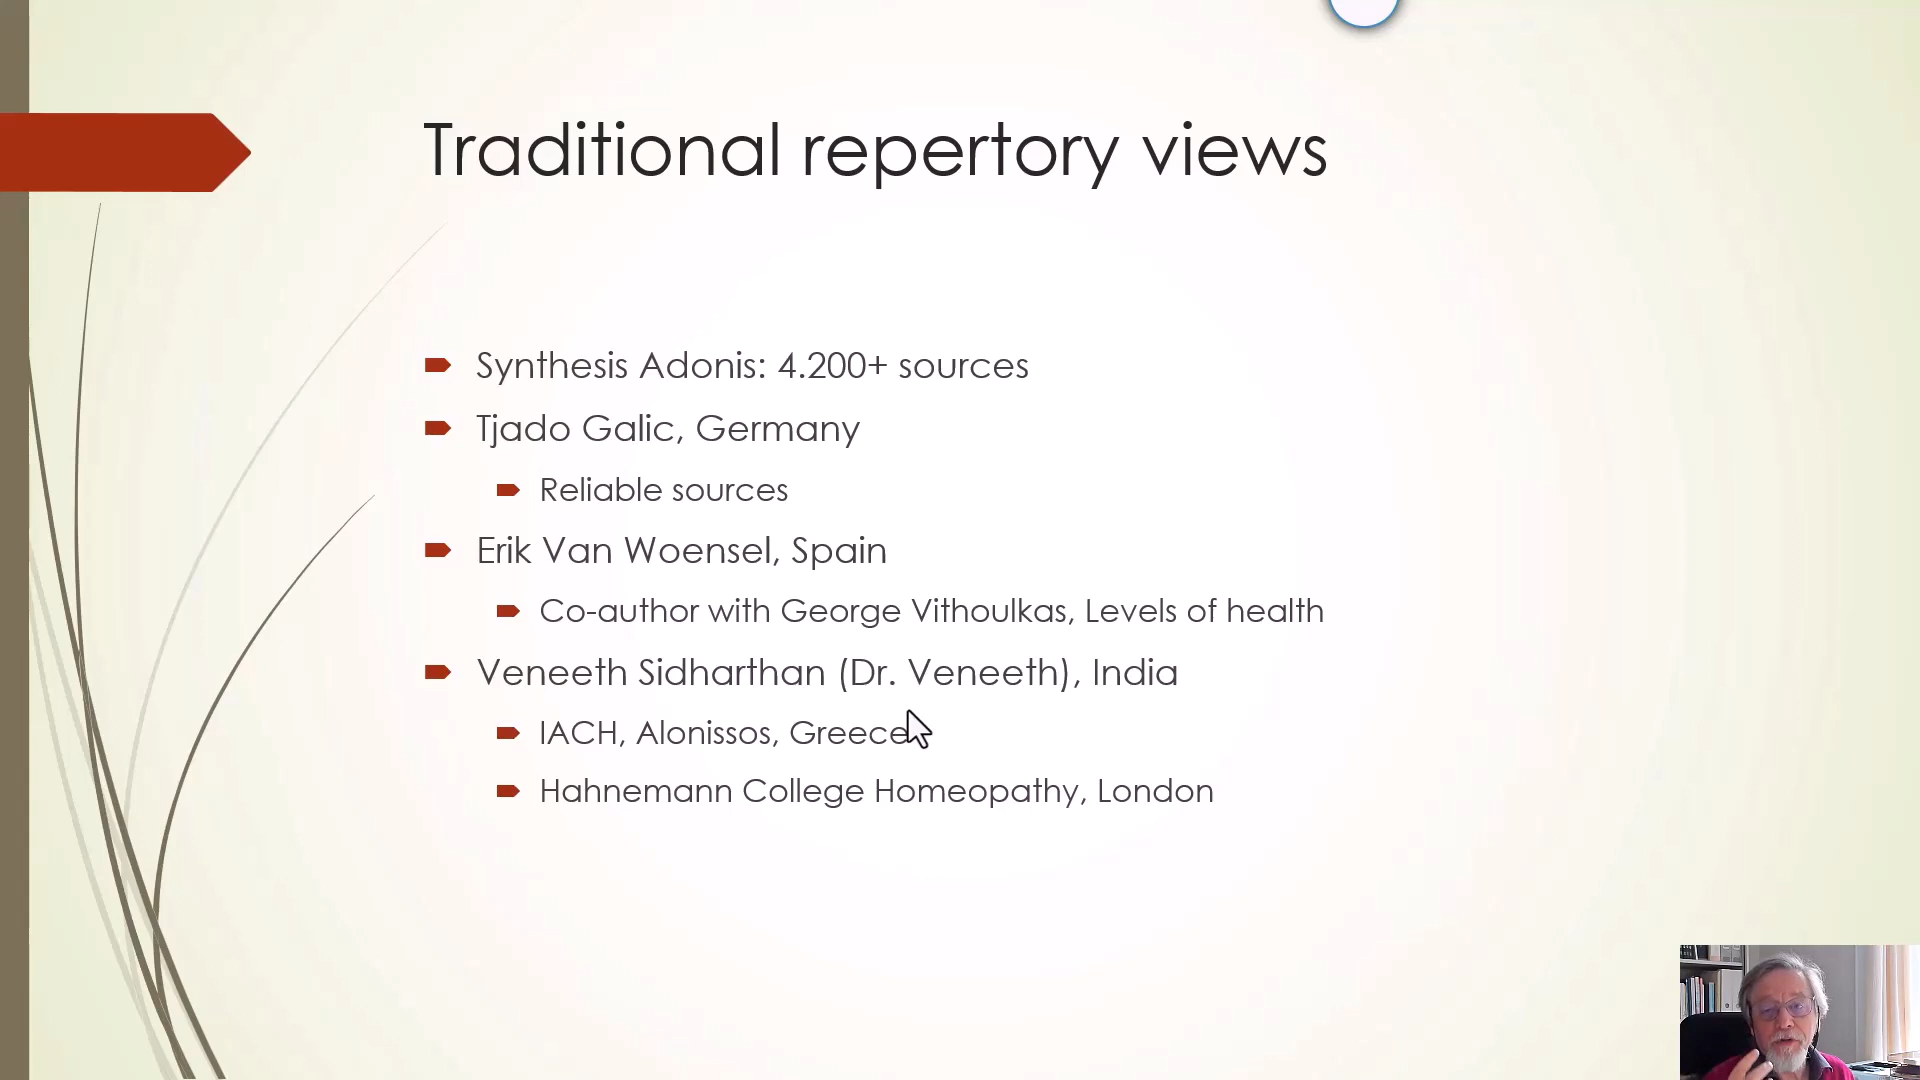 Traditional repertory views
Synthesis Adonis: 4.200+ sources
Tjado Galic, Germany
Reliable sources
Erik Van Woensel, Spain
Co-author with George Vithoulkas, Levels of health
Veneeth Sidharthan (Dr. Veneeth), India
IACH, Alonissos, Greece
Hahnemann College Homeopathy, London